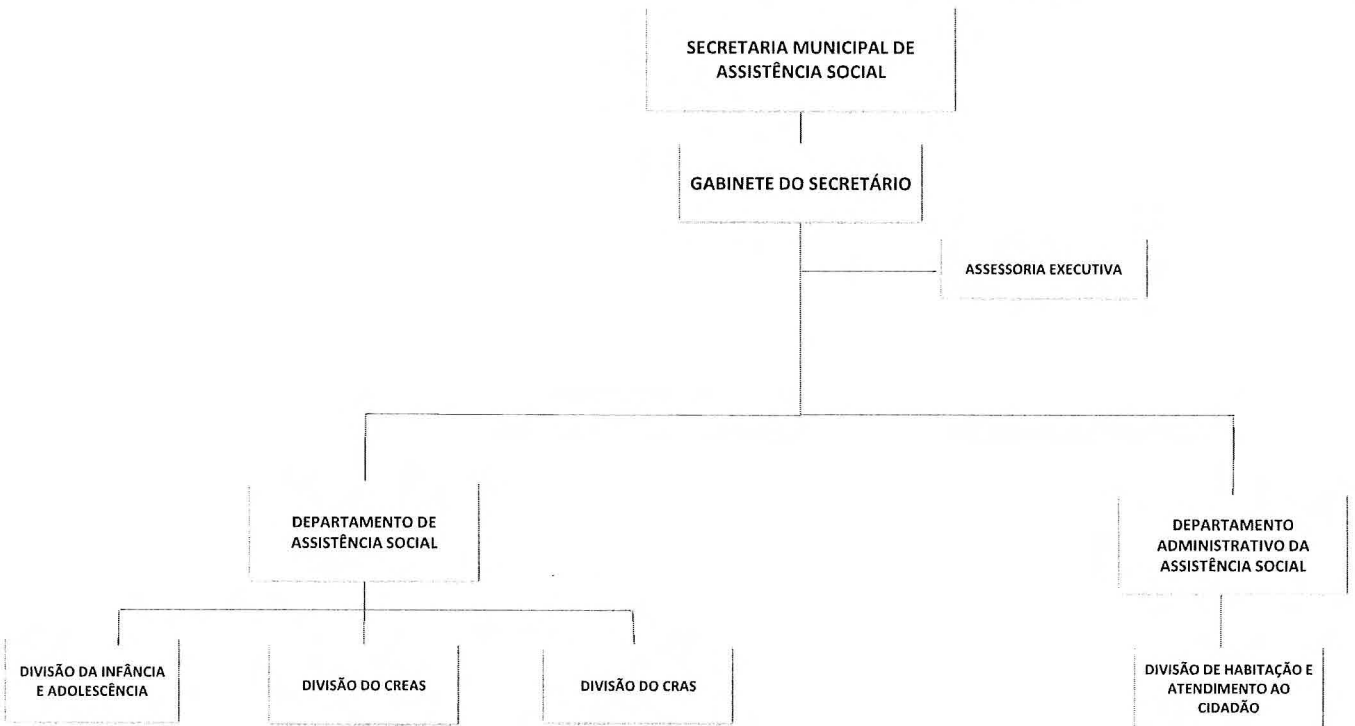 SECRETARIA MUNICIPAL DE
ASSISTÊNCIA SOCIAL
GABINETE DO SECRETÁRIO
ASSESSORIA EXECUTIVA
DEPARTAMENTO DE
ASSISTÊNCIA SOCIAL
DEPARTAMENTO
ADMINISTRATIVO DA
ASSISTÊNCIA SOCIAL
DIVISÃO DA INFÂNCIA
E ADOLESCÊNCIA
DIVISÃO DO CREAS
DIVISÃO DO CRAS
DIVISÃO DE HABITAÇÃO E
ATENDIMENTO AO
CIDADÃO